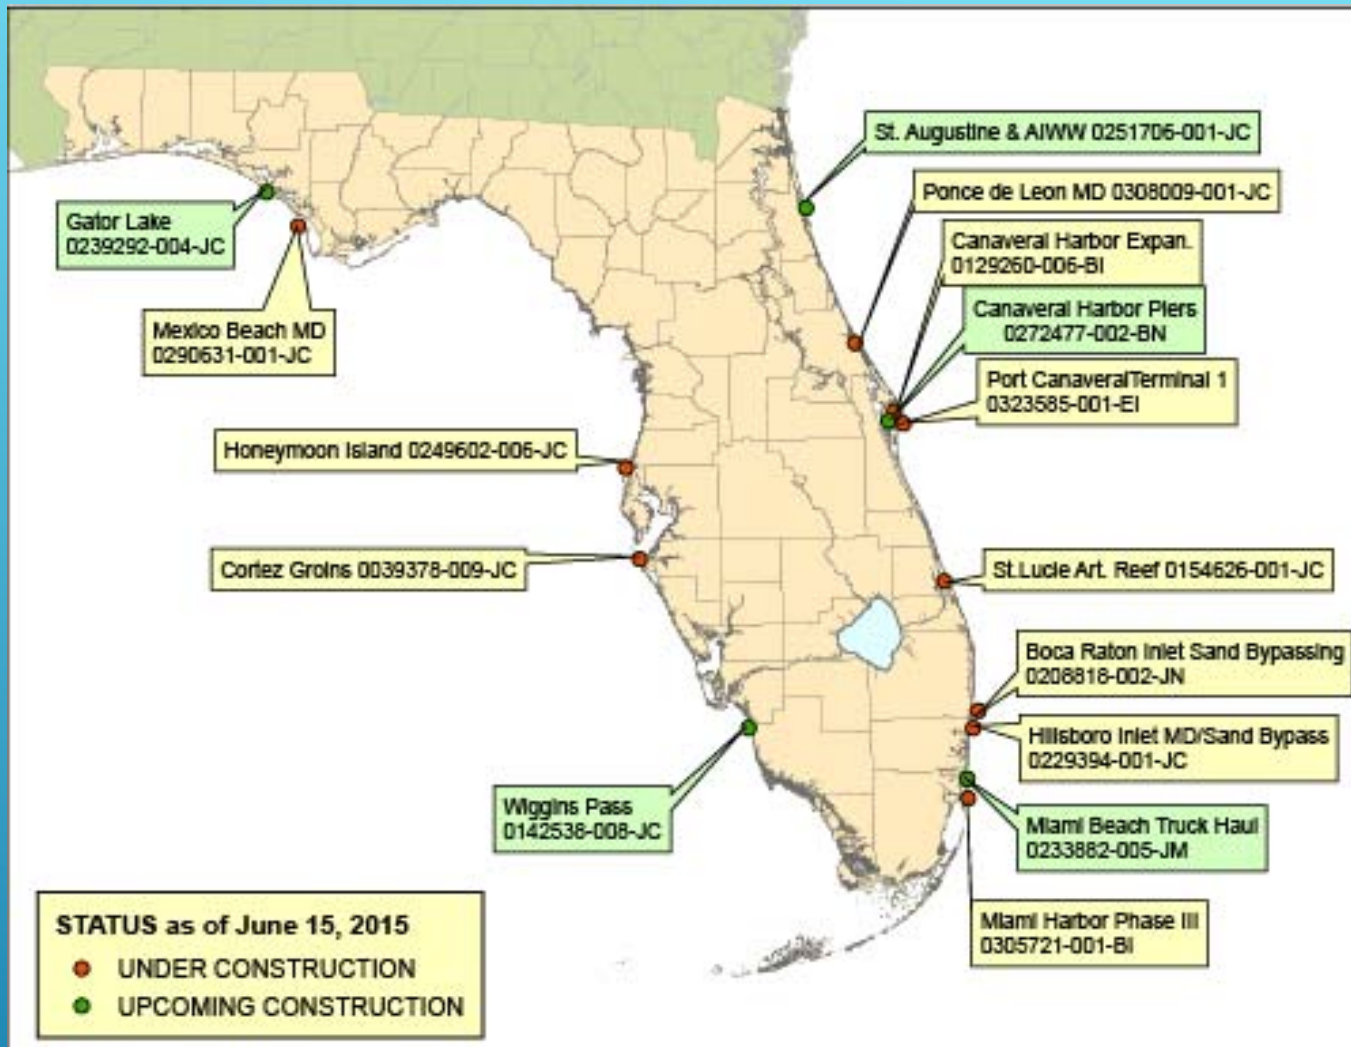 St. Augustine & AIWW 0251706-001-JC
Ponce de Leon MD 0308009-001-JC
Gator Lake
0239292-004-JC
Canaveral Harbor Expan.
0129260-006-BI
Canaveral Harbor Piers
0272477-002-BN
Mexico Beach MD
0290631-001-JC
Port CanaveralTerminal 1
0323585-001-EI
Honeymoon Island 0249602-006-JC
Cortez Groins 0039378-009-JC
St.Lucie Art. Reef 0154626-001-JC
Boca Raton Inlet Sand Bypassing
0208818-002-JN
Hillsboro Inlet MD/Sand Bypass
0229394-001-JC
Wiggins Pass
0142538-008-JC
Miami Beach Truck Haul
0233882-005-JM
Miami Harbor Phase III
0305721-001-BI
STATUS as of June 15, 2015
UNDER CONSTRUCTION
UPCOMING CONSTRUCTION